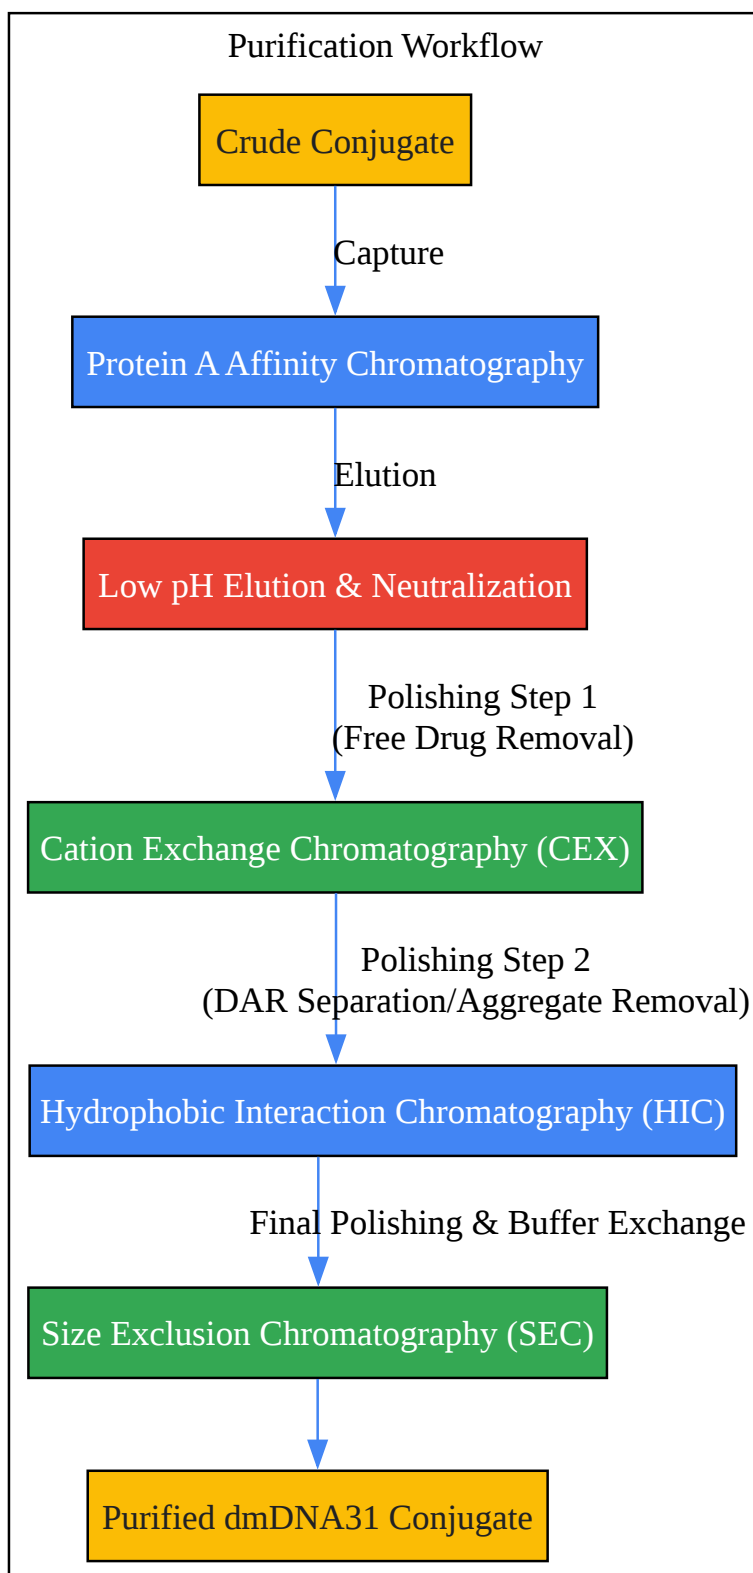 Purification Workflow
Crude Conjugate
Capture
Protein A Affinity Chromatography
Elution
Low pH Elution & Neutralization
Polishing Step 1
(Free Drug Removal)
Cation Exchange Chromatography (CEX)
Polishing Step 2
(DAR Separation/Aggregate Removal)
Hydrophobic Interaction Chromatography (HIC)
Final Polishing & Buffer Exchange
Size Exclusion Chromatography (SEC)
Purified dmDNA31 Conjugate